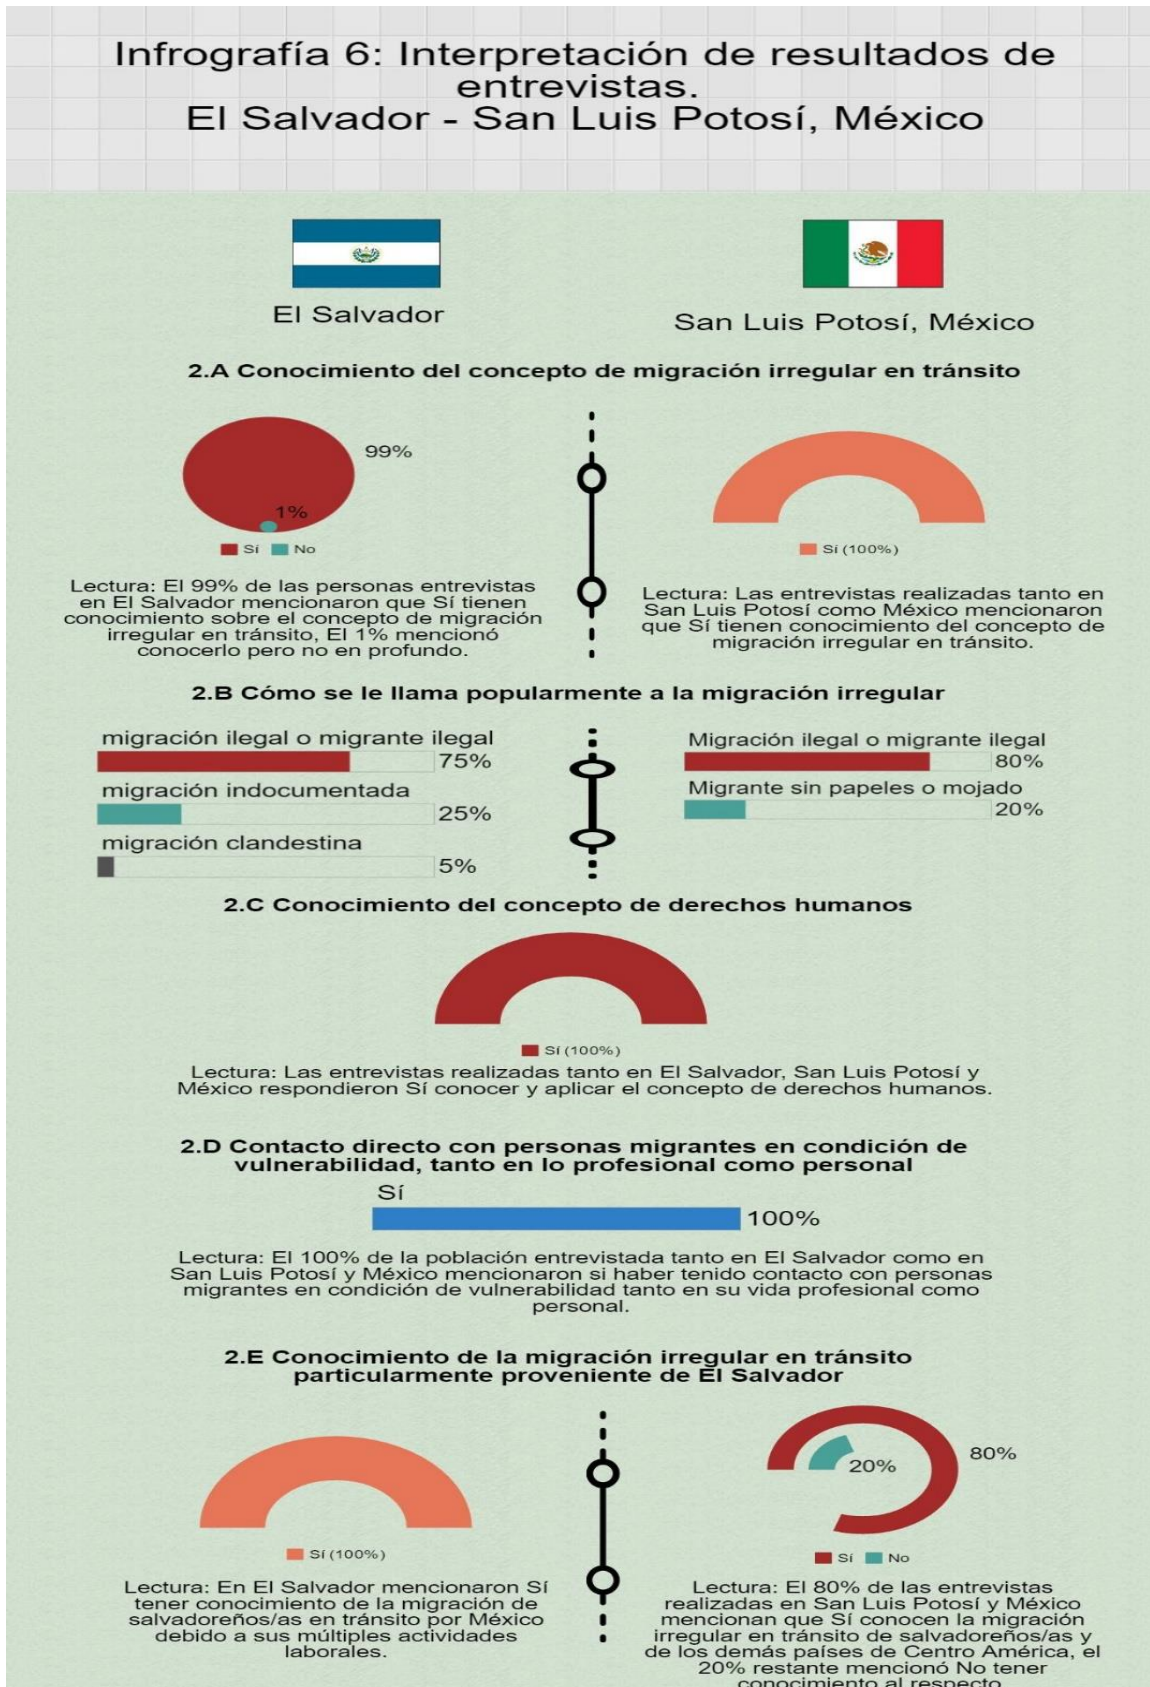 Infrografía 6: Interpretación de resultados de
entrevistas.
El Salvador - San Luis Potosí, México
El Salvador
San Luis Potosí, México
2.A Conocimiento del concepto de migración irregular en tránsito
99%
1%
Sí No
Lectura: El 99% de las personas entrevistas
en El Salvador mencionaron que Sí tienen
conocimiento sobre el concepto de migración
irregular en tránsito, El 1% mencionó
conocerlo pero no en profundo.
Sí (100%)
Lectura: Las entrevistas realizadas tanto en
San Luis Potosí como México mencionaron
que Sí tienen conocimiento del concepto de
migración irregular en tránsito.
2.B Cómo se le llama popularmente a la migración irregular
migración ilegal o migrante ilegal
75%
migración indocumentada
25%
migración clandestina
5%
Migración ilegal o migrante ilegal
80%
Migrante sin papeles o mojado
20%
2.C Conocimiento del concepto de derechos humanos
Sí (100%)
Lectura: Las entrevistas realizadas tanto en El Salvador, San Luis Potosí y
México respondieron Sí conocer y aplicar el concepto de derechos humanos.
2.D Contacto directo con personas migrantes en condición de
vulnerabilidad, tanto en lo profesional como personal
Sí
100%
Lectura: El 100% de la población entrevistada tanto en El Salvador como en
San Luis Potosí y México mencionaron si haber tenido contacto con personas
migrantes en condición de vulnerabilidad tanto en su vida profesional como
personal.
2.E Conocimiento de la migración irregular en tránsito
particularmente proveniente de El Salvador
Sí (100%)
Lectura: En El Salvador mencionaron Sí
tener conocimiento de la migración de
salvadoreños/as en tránsito por México
debido a sus múltiples actividades
laborales.
80%
20%
Sí No
Lectura: El 80% de las entrevistas
realizadas en San Luis Potosí y México
mencionan que Sí conocen la migración
irregular en tránsito de salvadoreños/as y
de los demás países de Centro América, el
20% restante mencionó No tener
conocimiento al respecto